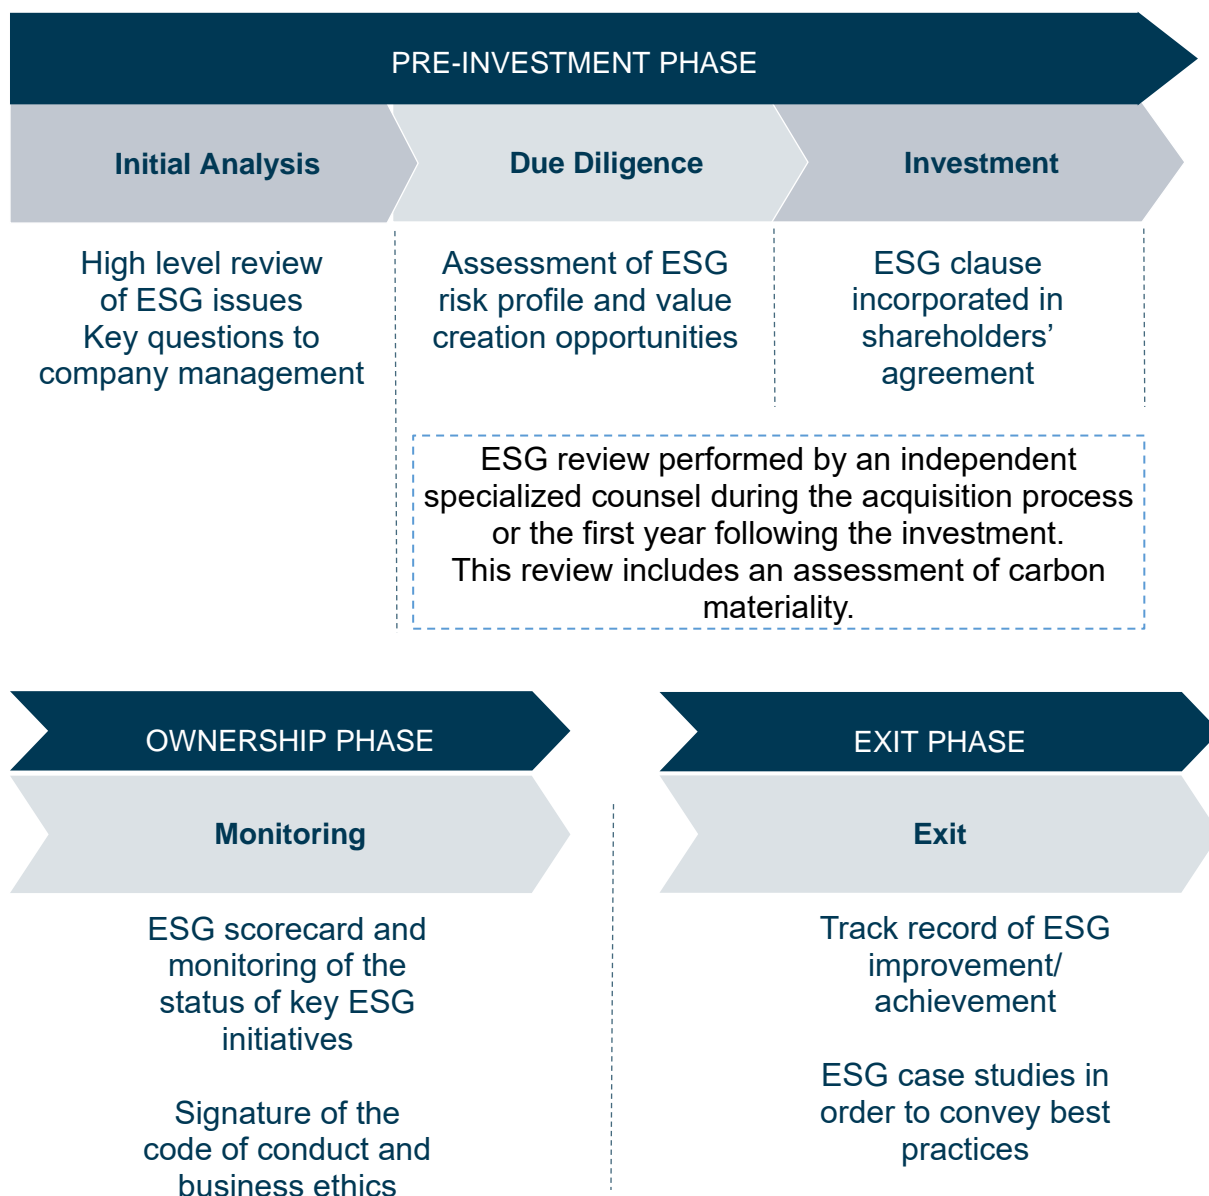 PRE-INVESTMENT PHASE
Initial Analysis
Due Diligence
Investment
High level review
of ESG issues
Key questions to
company management
Assessment of ESG
risk profile and value
creation opportunities
ESG clause
incorporated in
shareholders’
agreement
ESG review performed by an independent
specialized counsel during the acquisition process
or the first year following the investment.
This review includes an assessment of carbon
materiality.
OWNERSHIP PHASE
Monitoring
ESG scorecard and
monitoring of the
status of key ESG
initiatives
Signature of the
code of conduct and
business ethics
EXIT PHASE
Exit
Track record of ESG
improvement/
achievement
ESG case studies in
order to convey best
practices